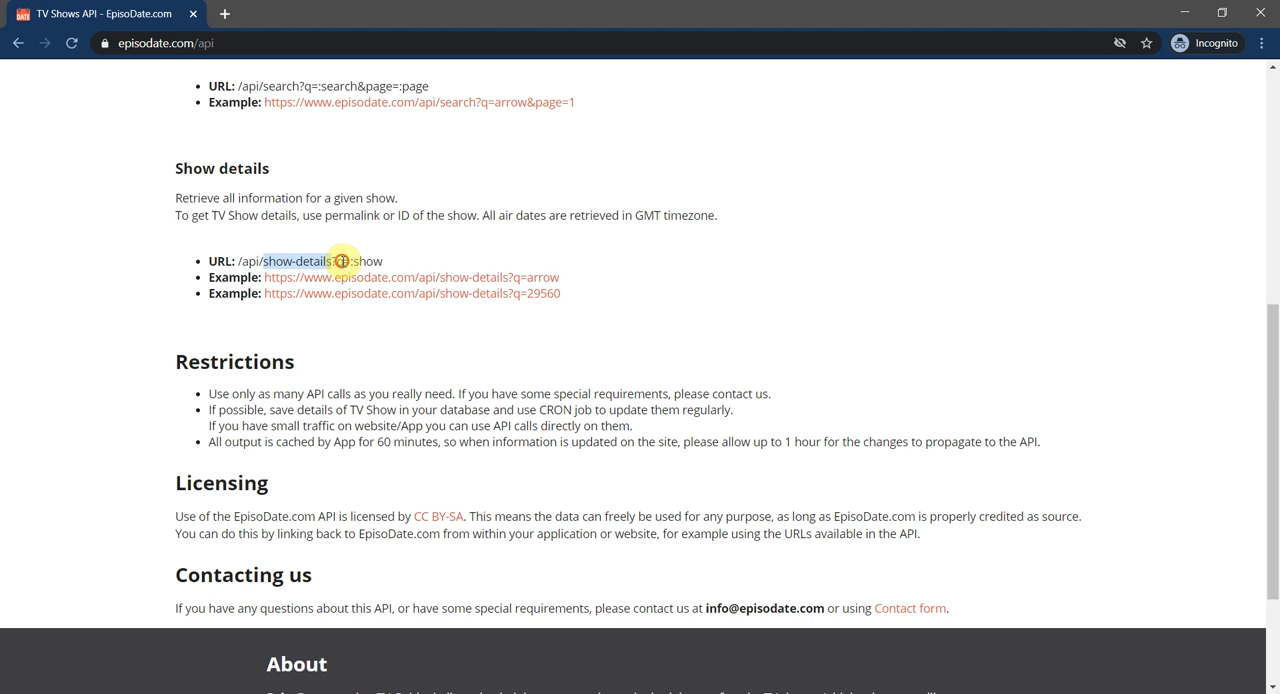 TV Shows API - EpisoDate.com
episodate.com/api
Incognito
URL: /api/search?q=:search&page=:page
Example: https://www.episodate.com/api/search?q=arrow&page=1
Show details
Retrieve all information for a given show.
To get TV Show details, use permalink or ID of the show. All air dates are retrieved in GMT timezone.
URL: /api/show-details?q=:show
Example: https://www.episodate.com/api/show-details?q=arrow
Example: https://www.episodate.com/api/show-details?q=29560
Restrictions
Use only as many API calls as you really need. If you have some special requirements, please contact us.
If possible, save details of TV Show in your database and use CRON job to update them regularly.
If you have small traffic on website/App you can use API calls directly on them.
All output is cached by App for 60 minutes, so when information is updated on the site, please allow up to 1 hour for the changes to propagate to the API.
Licensing
Use of the EpisoDate.com API is licensed by CC BY-SA. This means the data can freely be used for any purpose, as long as EpisoDate.com is properly credited as source.
You can do this by linking back to EpisoDate.com from within your application or website, for example using the URLs available in the API.
Contacting us
If you have any questions about this API, or have some special requirements, please contact us at info@episodate.com or using Contact form.
About